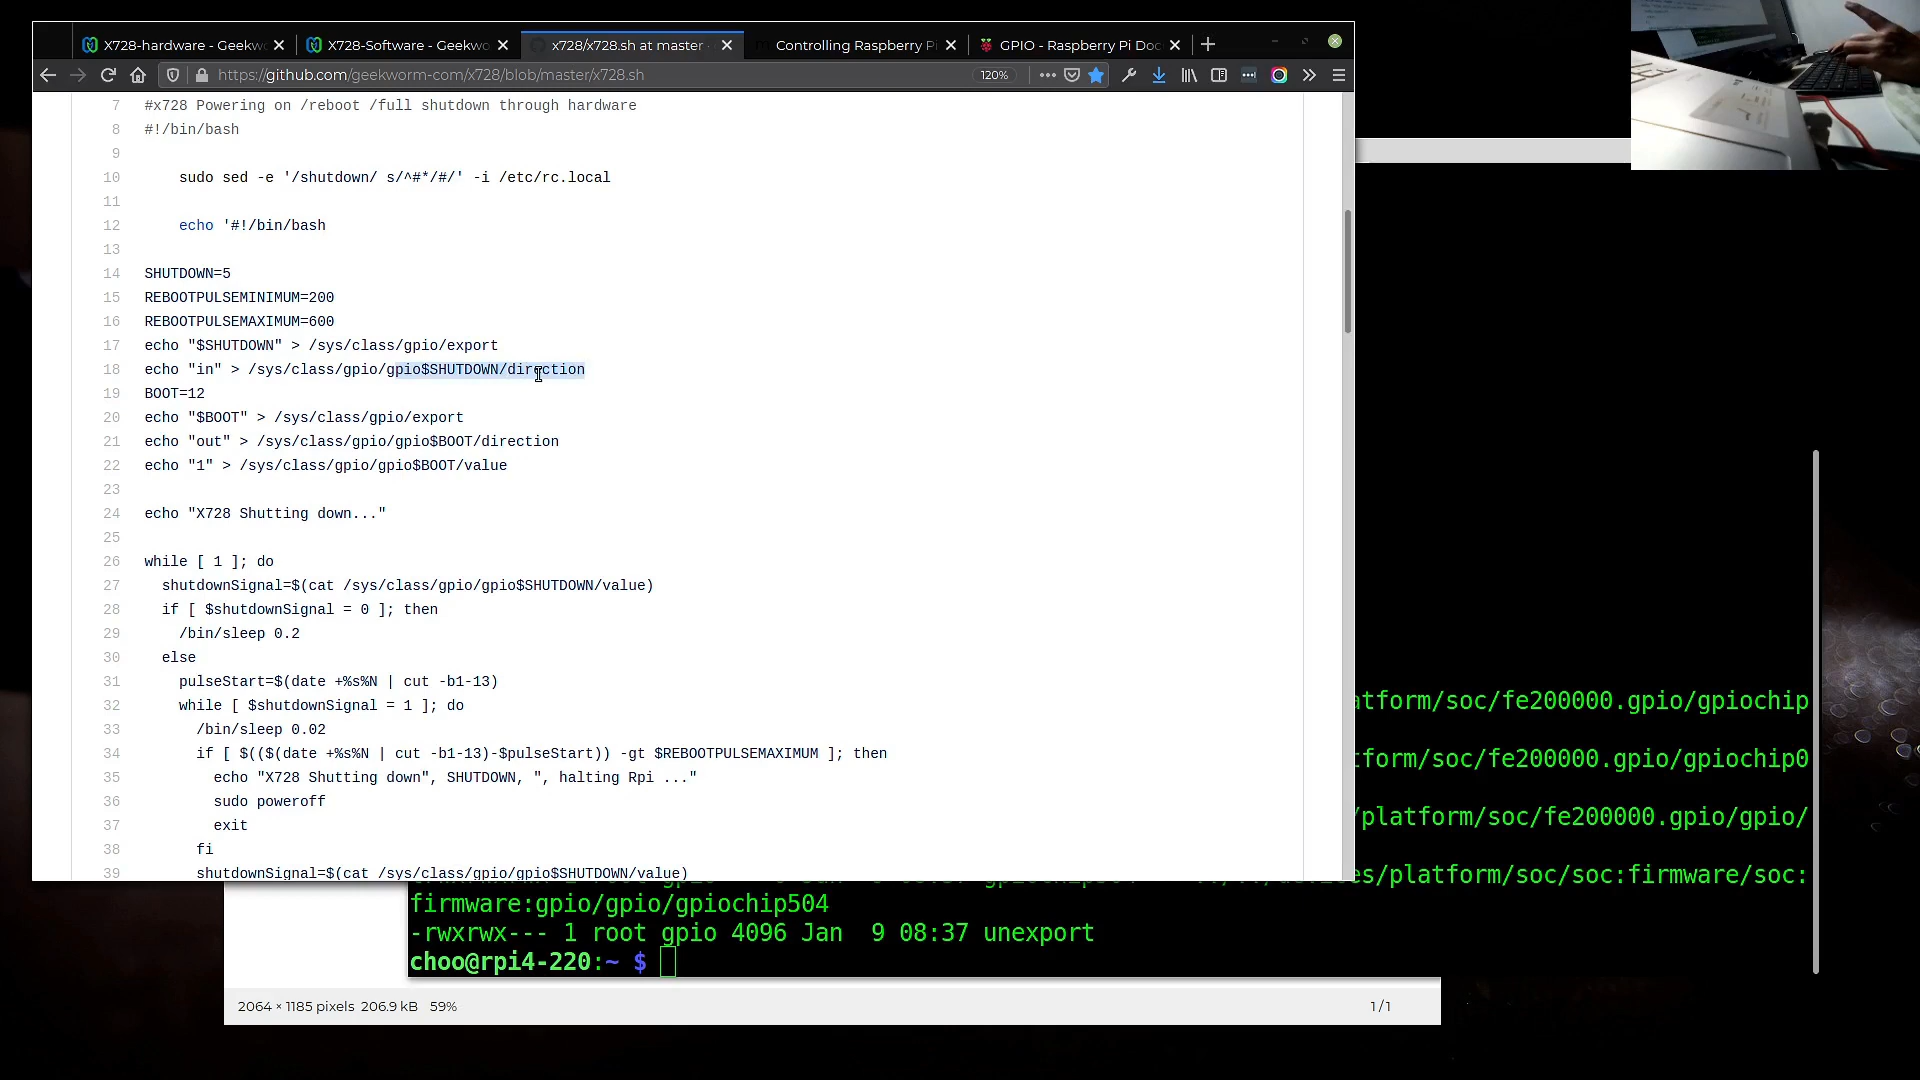 X728-hardware - Geekwo
X728-Software - Geekwo
x728/x728.sh at master
Controlling Raspberry Pi
GPIO - Raspberry Pi Doc
https://github.com/geekworm-com/x728/blob/master/x728.sh
120%
7 #x728 Powering on /reboot /full shutdown through hardware
8 #!/bin/bash
9
10 sudo sed -e '/shutdown/ s/^#*/#/' -i /etc/rc.local
11
12 echo '#!/bin/bash
13
14 SHUTDOWN=5
15 REBOOTPULSEMINIMUM=200
16 REBOOTPULSEMAXIMUM=600
17 echo "$SHUTDOWN" > /sys/class/gpio/export
18 echo "in" > /sys/class/gpio/gpio$SHUTDOWN/direction
19 BOOT=12
20 echo "$BOOT" > /sys/class/gpio/export
21 echo "out" > /sys/class/gpio/gpio$BOOT/direction
22 echo "1" > /sys/class/gpio/gpio$BOOT/value
23
24 echo "X728 Shutting down..."
25
26 while [ 1 ]; do
27 shutdownSignal=$(cat /sys/class/gpio/gpio$SHUTDOWN/value)
28 if [ $shutdownSignal = 0 ]; then
29 /bin/sleep 0.2
30 else
31 pulseStart=$(date +%s%N | cut -b1-13)
32 while [ $shutdownSignal = 1 ]; do
33 /bin/sleep 0.02
34 if [ $(($(date +%s%N | cut -b1-13)-$pulseStart)) -gt $REBOOTPULSEMAXIMUM ]; then
35 echo "X728 Shutting down", SHUTDOWN, ", halting Rpi ..."
36 sudo poweroff
37 exit
38 fi
39 shutdownSignal=$(cat /sys/class/gpio/gpio$SHUTDOWN/value)
atform/soc/fe200000.gpio/gpiochip
form/soc/fe200000.gpio/gpiochip0
/platform/soc/fe200000.gpio/gpio/
es/platform/soc/soc:firmware/soc:
firmware:gpio/gpio/gpiochip504
-rwxrwx--- 1 root gpio 4096 Jan  9 08:37 unexport
choo@rpi4-220:~ $
2064 × 1185 pixels 206.9 kB 59%
1 / 1